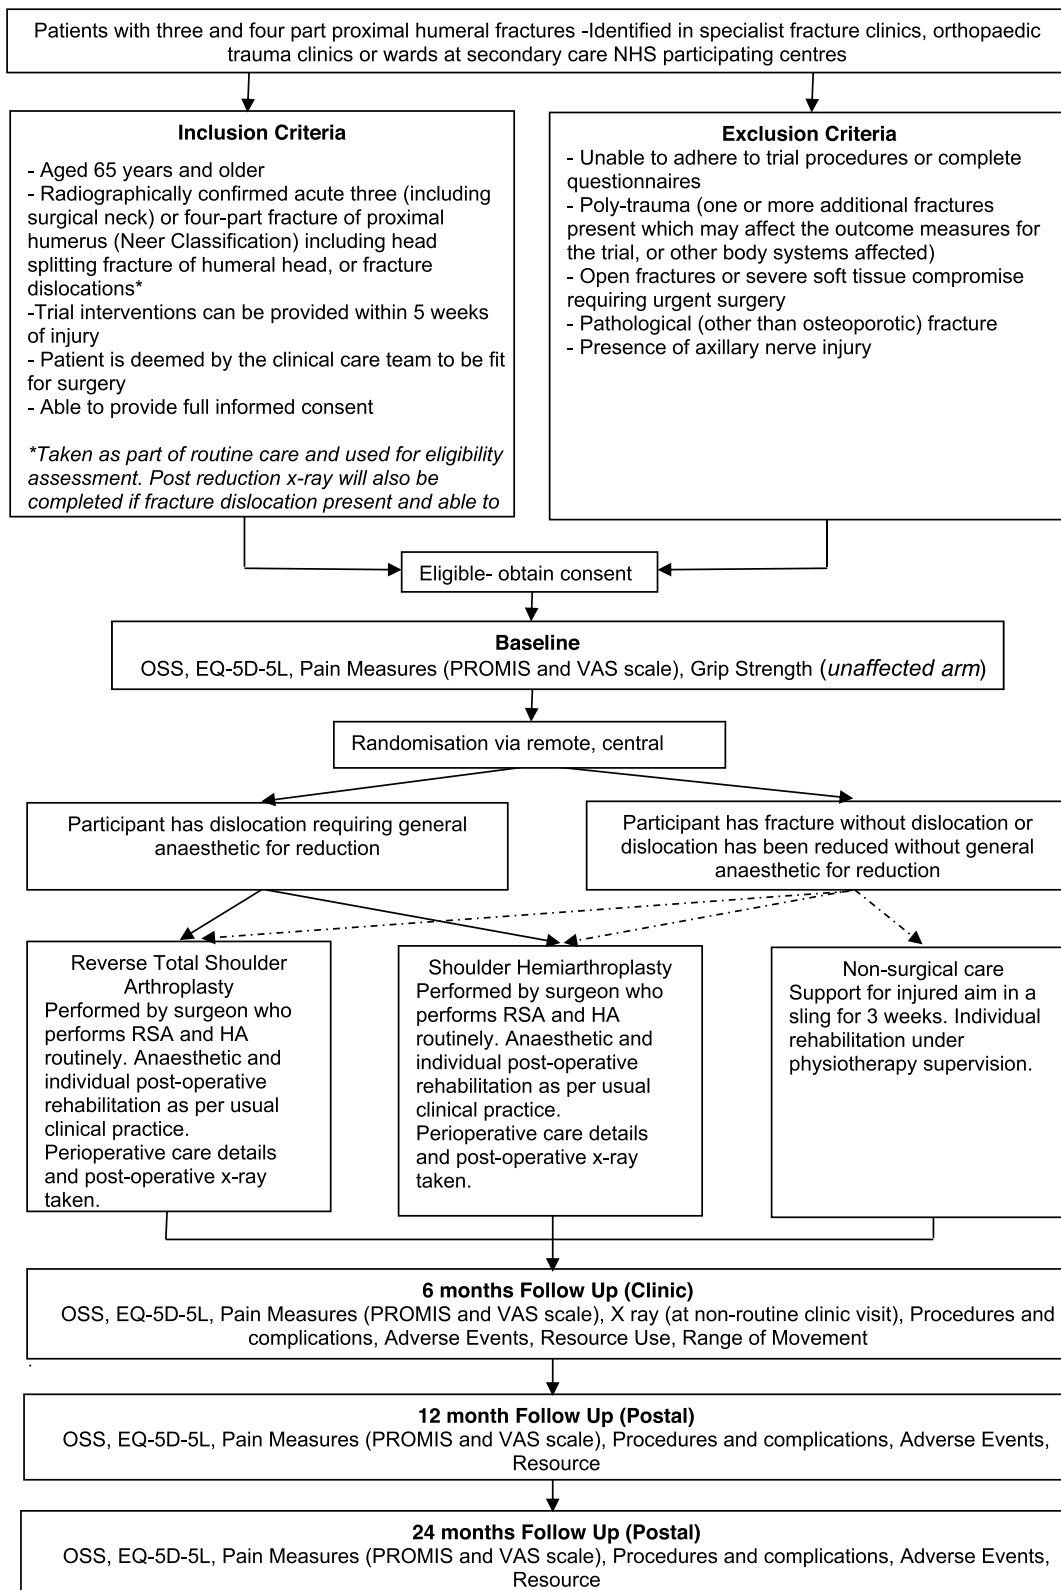 Patients with three and four part proximal humeral fractures -Identified in specialist fracture clinics, orthopaedic
trauma clinics or wards at secondary care NHS participating centres
Inclusion Criteria
- Aged 65 years and older
- Radiographically confirmed acute three (including
surgical neck) or four-part fracture of proximal
humerus (Neer Classification) including head
splitting fracture of humeral head, or fracture
dislocations*
-Trial interventions can be provided within 5 weeks
of injury
- Patient is deemed by the clinical care team to be fit
for surgery
- Able to provide full informed consent
*Taken as part of routine care and used for eligibility
assessment. Post reduction x-ray will also be
completed if fracture dislocation present and able to
Exclusion Criteria
- Unable to adhere to trial procedures or complete
questionnaires
- Poly-trauma (one or more additional fractures
present which may affect the outcome measures for
the trial, or other body systems affected)
- Open fractures or severe soft tissue compromise
requiring urgent surgery
- Pathological (other than osteoporotic) fracture
- Presence of axillary nerve injury
Eligible- obtain consent
Baseline
OSS, EQ-5D-5L, Pain Measures (PROMIS and VAS scale), Grip Strength (unaffected arm)
Randomisation via remote, central
Participant has dislocation requiring general
anaesthetic for reduction
Participant has fracture without dislocation or
dislocation has been reduced without general
anaesthetic for reduction
Reverse Total Shoulder
Arthroplasty
Performed by surgeon who
performs RSA and HA
routinely. Anaesthetic and
individual post-operative
rehabilitation as per usual
clinical practice.
Perioperative care details
and post-operative x-ray
taken.
Shoulder Hemiarthroplasty
Performed by surgeon who
performs RSA and HA
routinely. Anaesthetic and
individual post-operative
rehabilitation as per usual
clinical practice.
Perioperative care details
and post-operative x-ray
taken.
Non-surgical care
Support for injured aim in a
sling for 3 weeks. Individual
rehabilitation under
physiotherapy supervision.
6 months Follow Up (Clinic)
OSS, EQ-5D-5L, Pain Measures (PROMIS and VAS scale), X ray (at non-routine clinic visit), Procedures and
complications, Adverse Events, Resource Use, Range of Movement
.
12 month Follow Up (Postal)
OSS, EQ-5D-5L, Pain Measures (PROMIS and VAS scale), Procedures and complications, Adverse Events,
Resource
24 months Follow Up (Postal)
OSS, EQ-5D-5L, Pain Measures (PROMIS and VAS scale), Procedures and complications, Adverse Events,
Resource